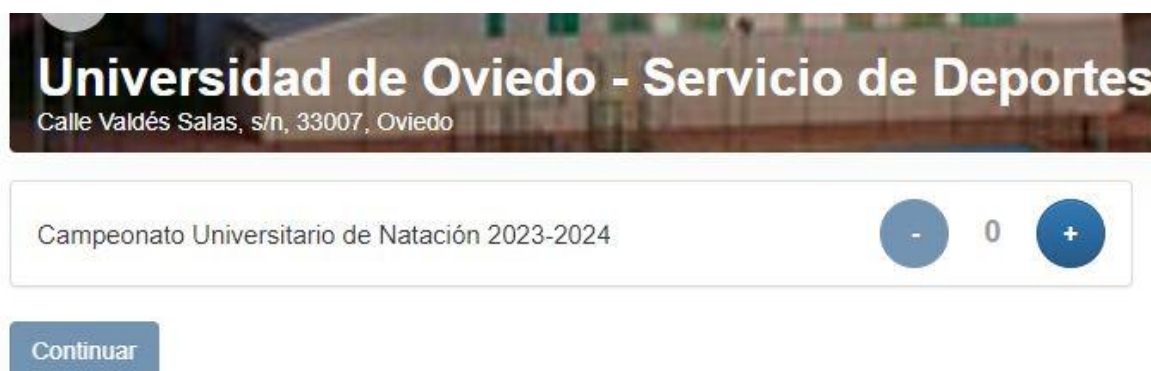 Universidad de Oviedo - Servicio de Deportes
Calle Valdés Salas, s/n, 33007, Oviedo
Campeonato Universitario de Natación 2023-2024 - 0 +
Continuar